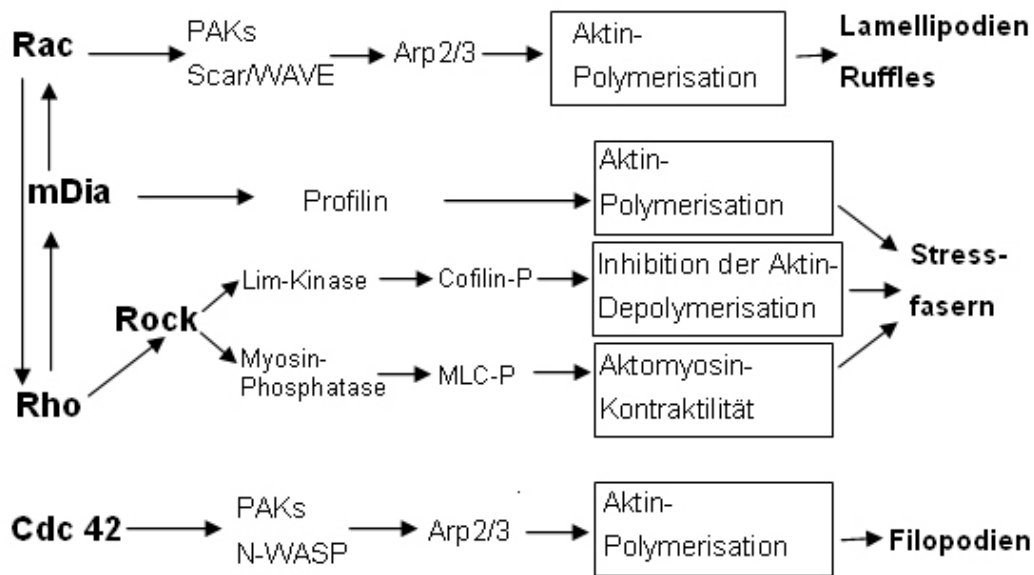 Rac
PAKs
Scar/WAVE
Arp2/3
Aktin-
Polymerisation
Lamellipodien
Ruffles
mDia
Profilin
Aktin-
Polymerisation
Rock
Lim-Kinase
Cofilin-P
Inhibition der Aktin-
Depolymerisation
Stress-
fasern
Rho
Myosin-
Phosphatase
MLC-P
Aktomyosin-
Kontraktilität
Cdc 42
PAKs
N-WASP
Arp2/3
Aktin-
Polymerisation
Filopodien